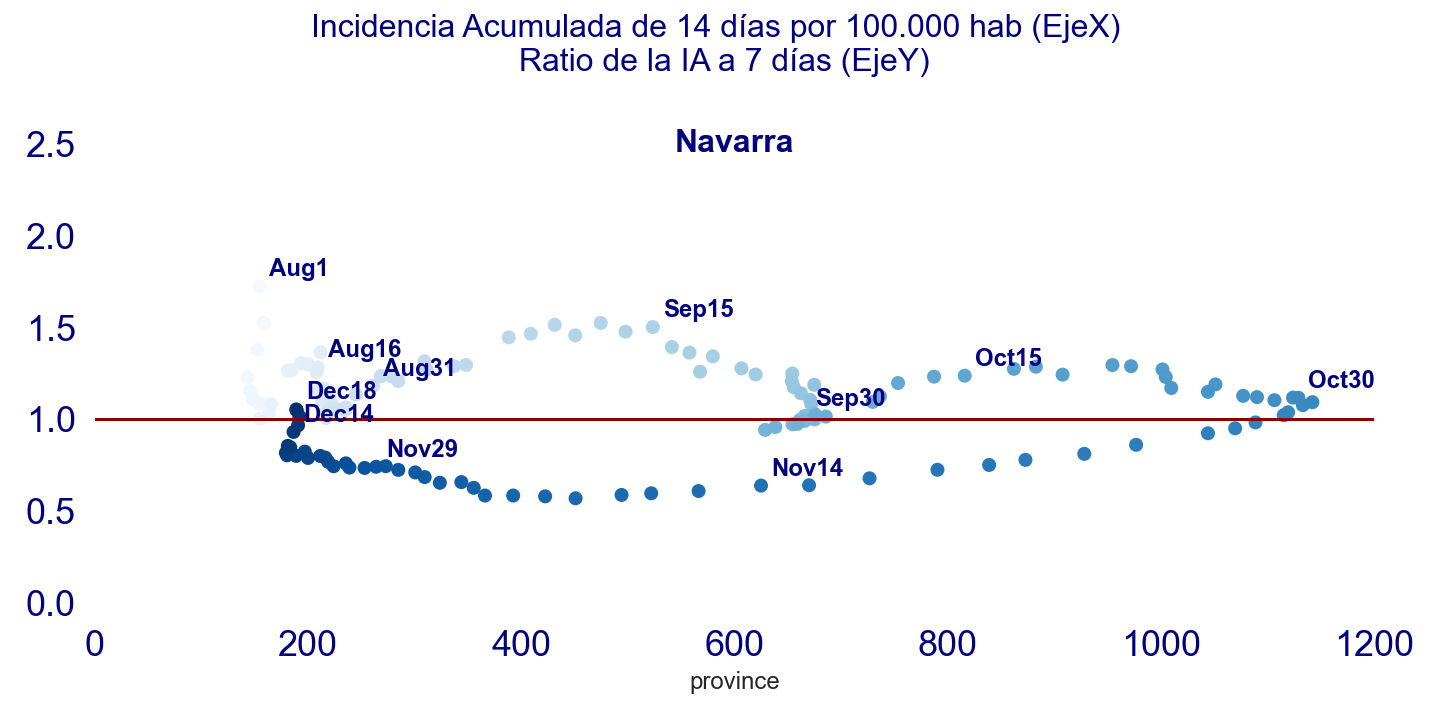 Incidencia Acumulada de 14 días por 100.000 hab (EjeX)
Ratio de la IA a 7 días (EjeY)
Navarra
2.5
2.0
1.5
1.0
0.5
0.0
Aug1
Sep15
Aug16
Aug31
Oct15
Oct30
Dec18
Sep30
Dec14
Nov29
Nov14
0 200 400 600 800 1000 1200
province